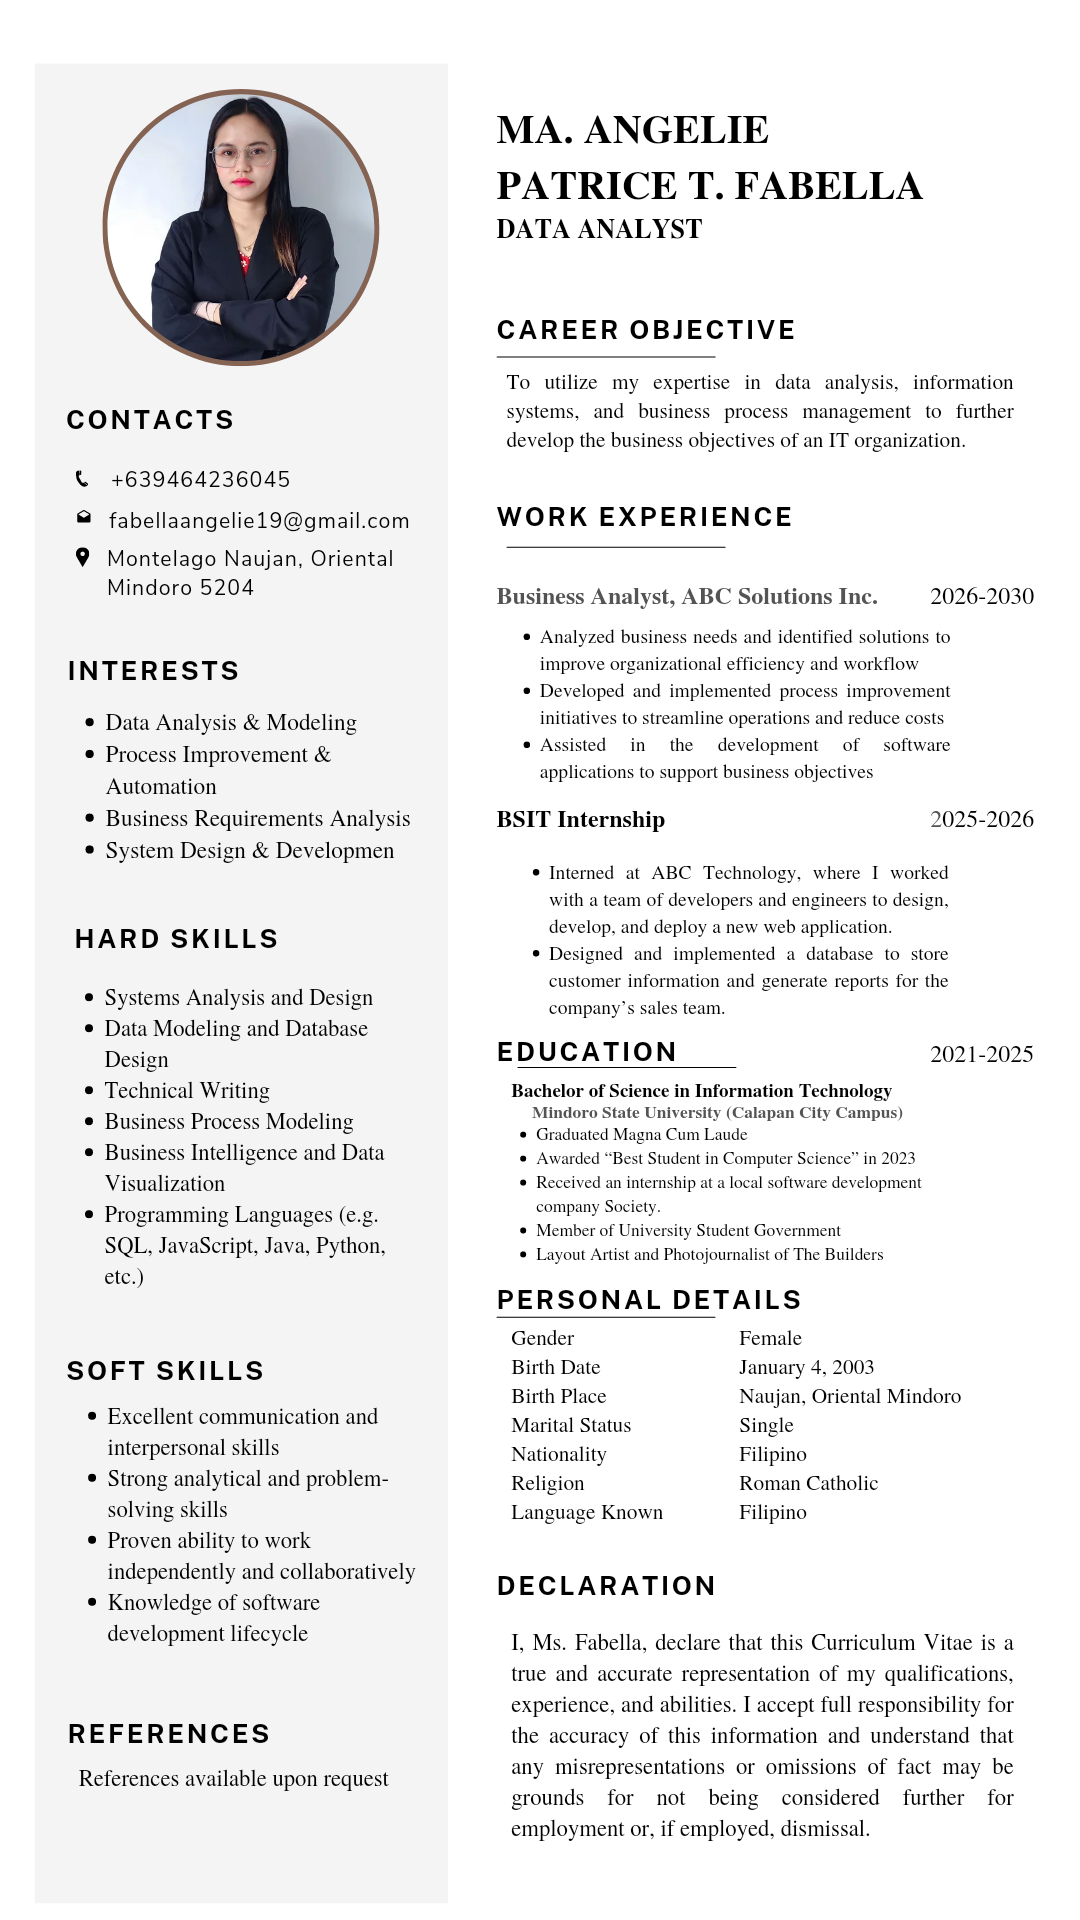 CONTACTS
+639464236045
fabellaangelie19@gmail.com
Montelago Naujan, Oriental
Mindoro 5204
INTERESTS
Data Analysis & Modeling
Process Improvement &
Automation
Business Requirements Analysis
System Design & Developmen
HARD SKILLS
Systems Analysis and Design
Data Modeling and Database
Design
Technical Writing
Business Process Modeling
Business Intelligence and Data
Visualization
Programming Languages (e.g.
SQL, JavaScript, Java, Python,
etc.)
SOFT SKILLS
Excellent communication and
interpersonal skills
Strong analytical and problem-
solving skills
Proven ability to work
independently and collaboratively
Knowledge of software
development lifecycle
REFERENCES
References available upon request
MA. ANGELIE
PATRICE T. FABELLA
DATA ANALYST
CAREER OBJECTIVE
To utilize my expertise in data analysis, information
systems, and business process management to further
develop the business objectives of an IT organization.
WORK EXPERIENCE
Business Analyst, ABC Solutions Inc. 2026-2030
Analyzed business needs and identified solutions to
improve organizational efficiency and workflow
Developed and implemented process improvement
initiatives to streamline operations and reduce costs
Assisted in the development of software
applications to support business objectives
BSIT Internship 2025-2026
Interned at ABC Technology, where I worked
with a team of developers and engineers to design,
develop, and deploy a new web application.
Designed and implemented a database to store
customer information and generate reports for the
company’s sales team.
EDUCATION 2021-2025
Bachelor of Science in Information Technology
Mindoro State University (Calapan City Campus)
Graduated Magna Cum Laude
Awarded “Best Student in Computer Science” in 2023
Received an internship at a local software development
company Society.
Member of University Student Government
Layout Artist and Photojournalist of The Builders
PERSONAL DETAILS
Gender Female
Birth Date January 4, 2003
Birth Place Naujan, Oriental Mindoro
Marital Status Single
Nationality Filipino
Religion Roman Catholic
Language Known Filipino
DECLARATION
I, Ms. Fabella, declare that this Curriculum Vitae is a
true and accurate representation of my qualifications,
experience, and abilities. I accept full responsibility for
the accuracy of this information and understand that
any misrepresentations or omissions of fact may be
grounds for not being considered further for
employment or, if employed, dismissal.